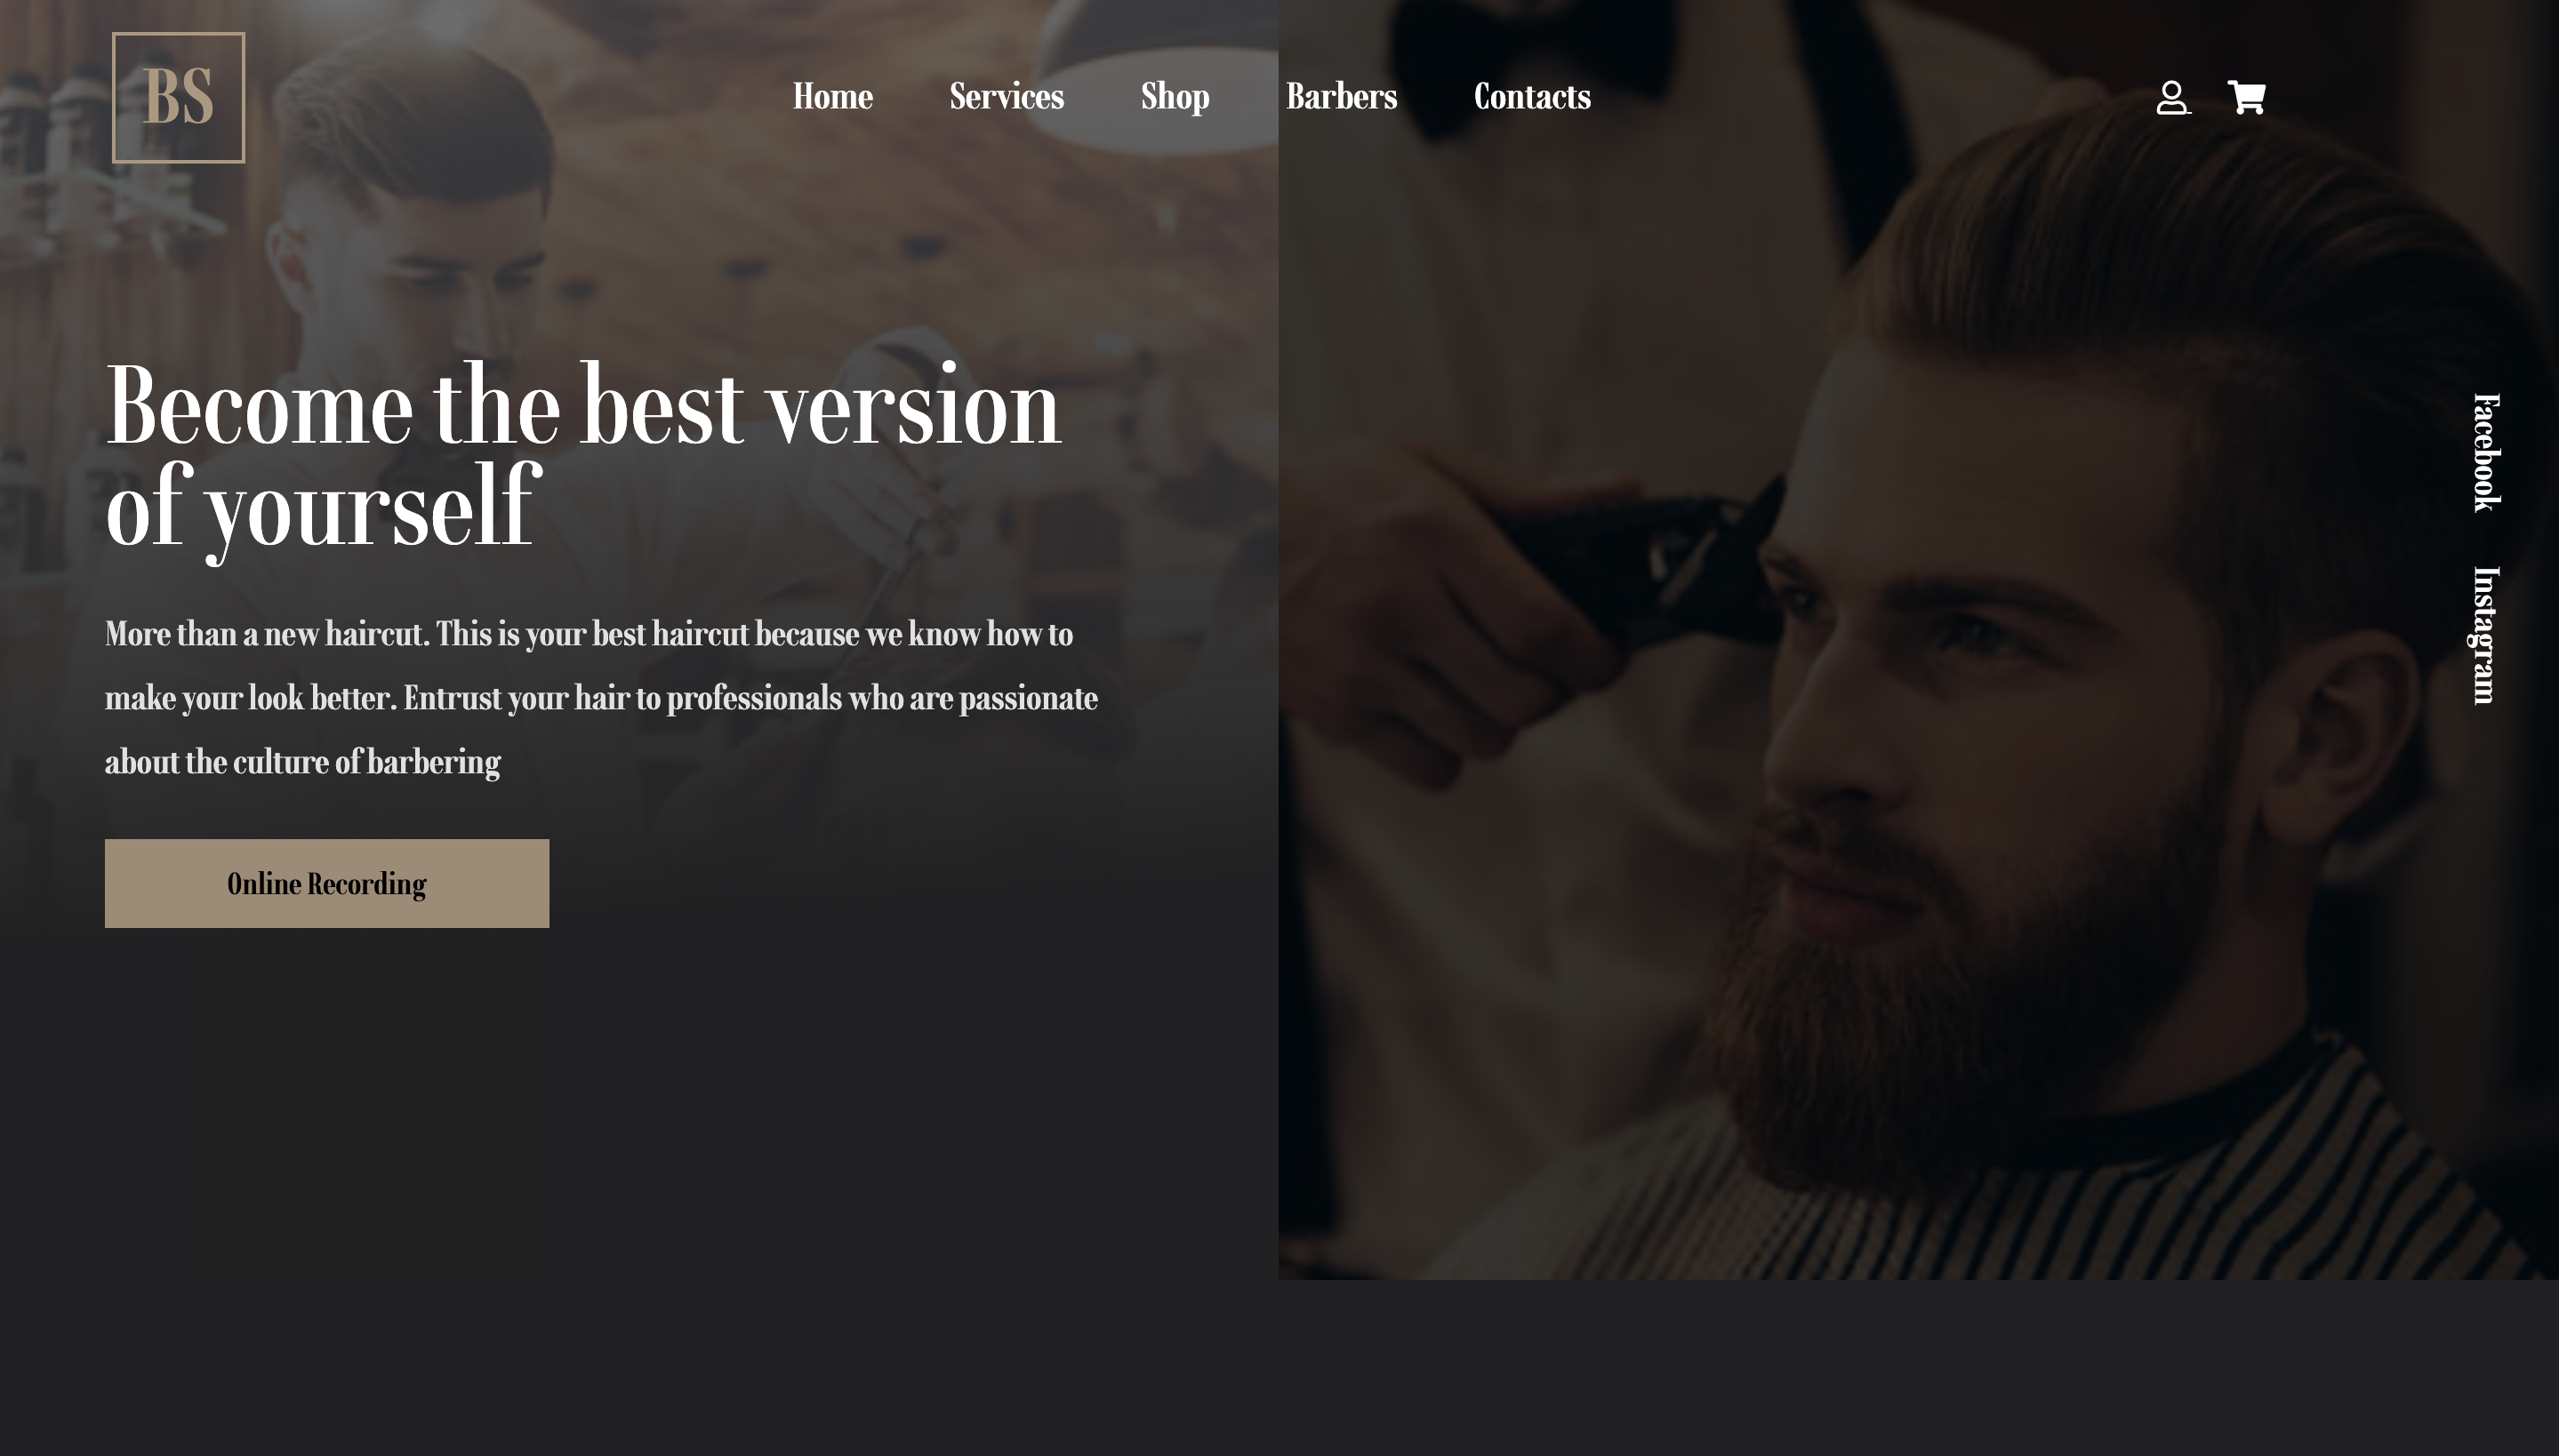 BS
Home Services Shop Barbers Contacts
Become the best version
of yourself
More than a new haircut. This is your best haircut because we know how to
make your look better. Entrust your hair to professionals who are passionate
about the culture of barbering
Online Recording
Facebook
Instagram